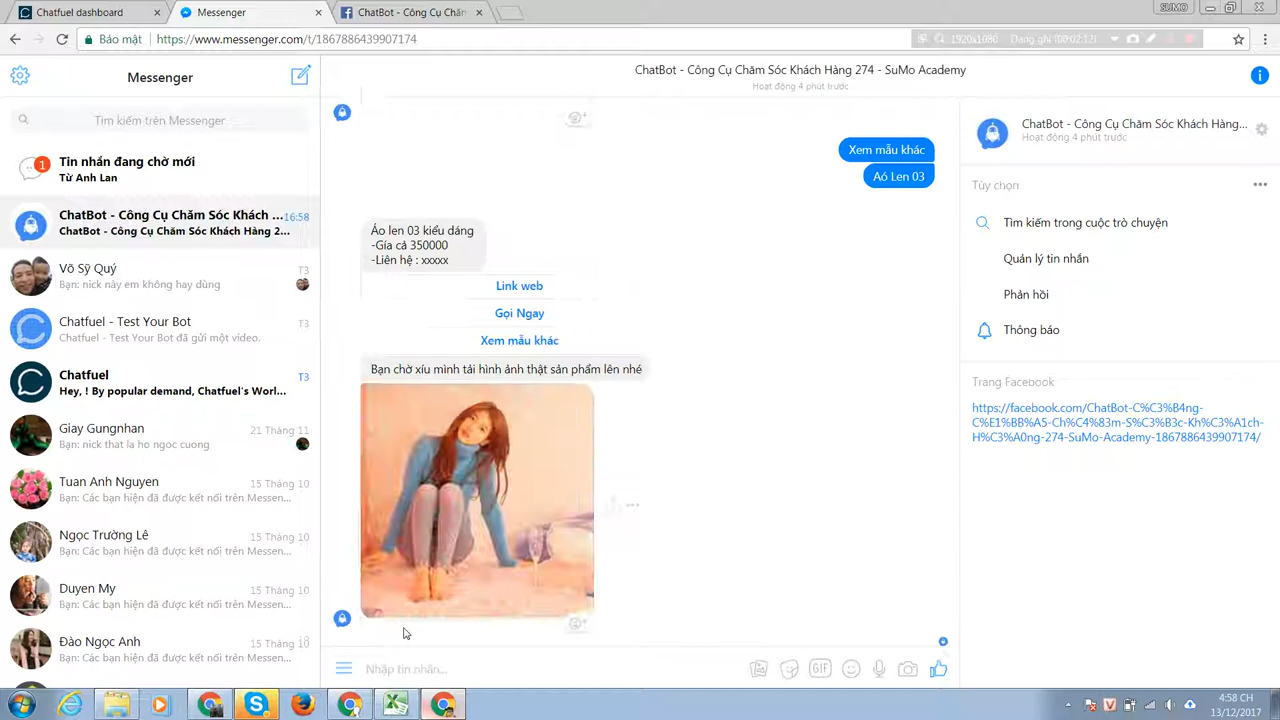 Chatfuel dashboard
Messenger
ChatBot - Công Cụ Chăm
SUMO
Bảo mật
https://www.messenger.com/t/1867886439907174
1920x1080
Đang ghi [00:02:12]
Messenger
ChatBot - Công Cụ Chăm Sóc Khách Hàng 274 - SuMo Academy
Hoạt động 4 phút trước
Tìm kiếm trên Messenger
1
Tin nhắn đang chờ mới
Từ Anh Lan
ChatBot - Công Cụ Chăm Sóc Khách ...
16:58
ChatBot - Công Cụ Chăm Sóc Khách Hàng 2...
Võ Sỹ Quý
T3
Bạn: nick này em không hay dùng
Chatfuel - Test Your Bot
T3
Chatfuel - Test Your Bot đã gửi một video.
Chatfuel
T3
Hey, ! By popular demand, Chatfuel's Worl...
Giay Gungnhan
21 Tháng 11
Bạn: nick that la ho ngoc cuong
Tuan Anh Nguyen
15 Tháng 10
Bạn: Các bạn hiện đã được kết nối trên Messen...
Ngọc Trường Lê
15 Tháng 10
Bạn: Các bạn hiện đã được kết nối trên Messen...
Duyen My
15 Tháng 10
Bạn: Các bạn hiện đã được kết nối trên Messen...
Đào Ngọc Anh
15 Tháng 10
Bạn: Các bạn hiện đã được kết nối trên Messen...
Xem mẫu khác
Aó Len 03
Áo len 03 kiểu dáng
-Gía cả 350000
-Liên hệ : xxxxx
Link web
Gọi Ngay
Xem mẫu khác
Bạn chờ xíu mình tải hình ảnh thật sản phẩm lên nhé
Nhập tin nhắn...
GIF
ChatBot - Công Cụ Chăm Sóc Khách Hàng...
Hoạt động 4 phút trước
Tùy chọn
Tìm kiếm trong cuộc trò chuyện
Quản lý tin nhắn
Phản hồi
Thông báo
Trang Facebook
https://facebook.com/ChatBot-C%C3%B4ng-
C%E1%BB%A5-Ch%C4%83m-S%C3%B3c-Kh%C3%A1ch-
H%C3%A0ng-274-SuMo-Academy-1867886439907174/
4:58 CH
13/12/2017